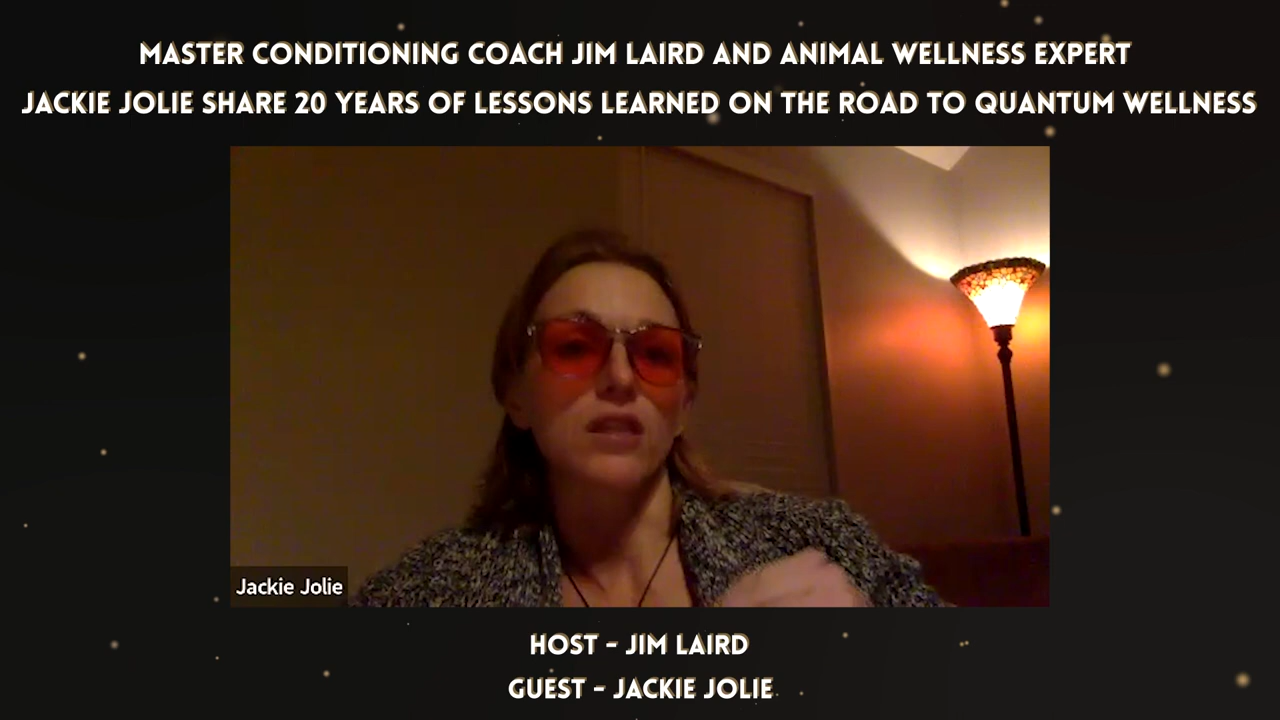 MASTER CONDITIONING COACH JIM LAIRD AND ANIMAL WELLNESS EXPERT
JACKIE JOLIE SHARE 20 YEARS OF LESSONS LEARNED ON THE ROAD TO QUANTUM WELLNESS
Jackie Jolie
HOST - JIM LAIRD
GUEST - JACKIE JOLIE